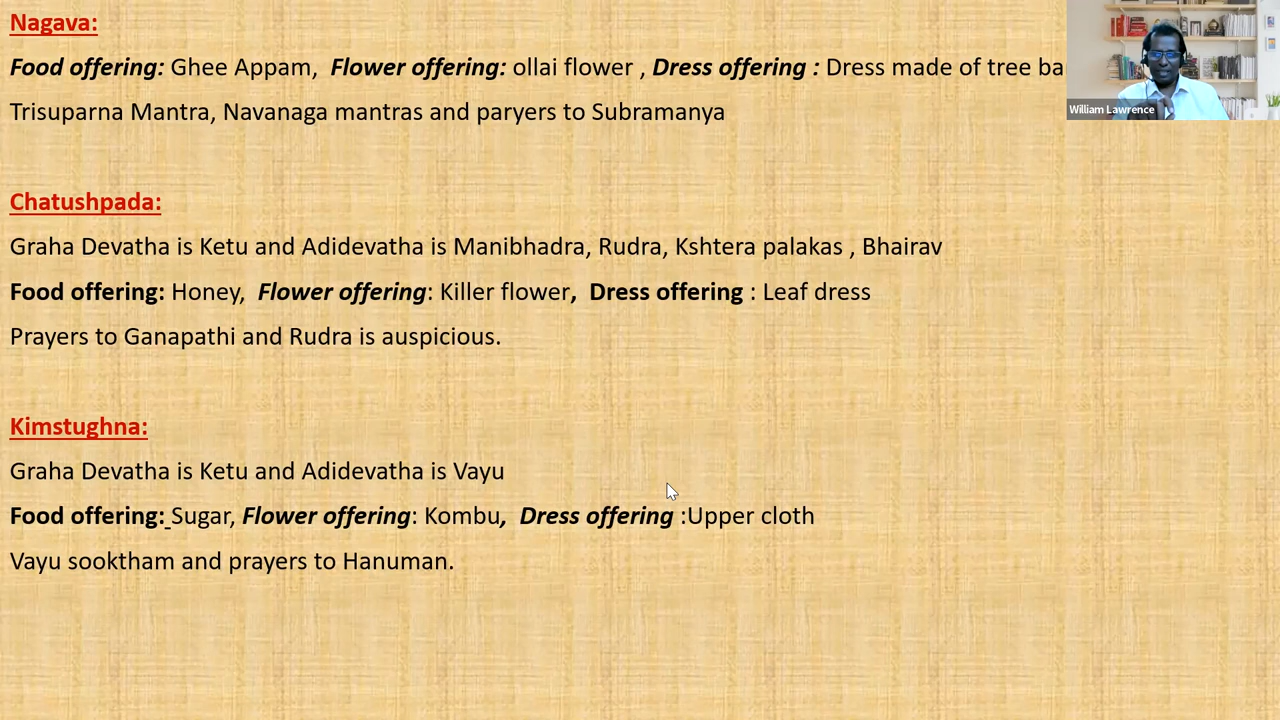 Nagava:
Food offering: Ghee Appam, Flower offering: ollai flower , Dress offering : Dress made of tree
Trisuparna Mantra, Navanaga mantras and paryers to Subramanya
William Lawrence
Chatushpada:
Graha Devatha is Ketu and Adidevatha is Manibhadra, Rudra, Kshtera palakas , Bhairav
Food offering: Honey, Flower offering: Killer flower, Dress offering : Leaf dress
Prayers to Ganapathi and Rudra is auspicious.
Kimstughna:
Graha Devatha is Ketu and Adidevatha is Vayu
Food offering: Sugar, Flower offering: Kombu, Dress offering :Upper cloth
Vayu sooktham and prayers to Hanuman.